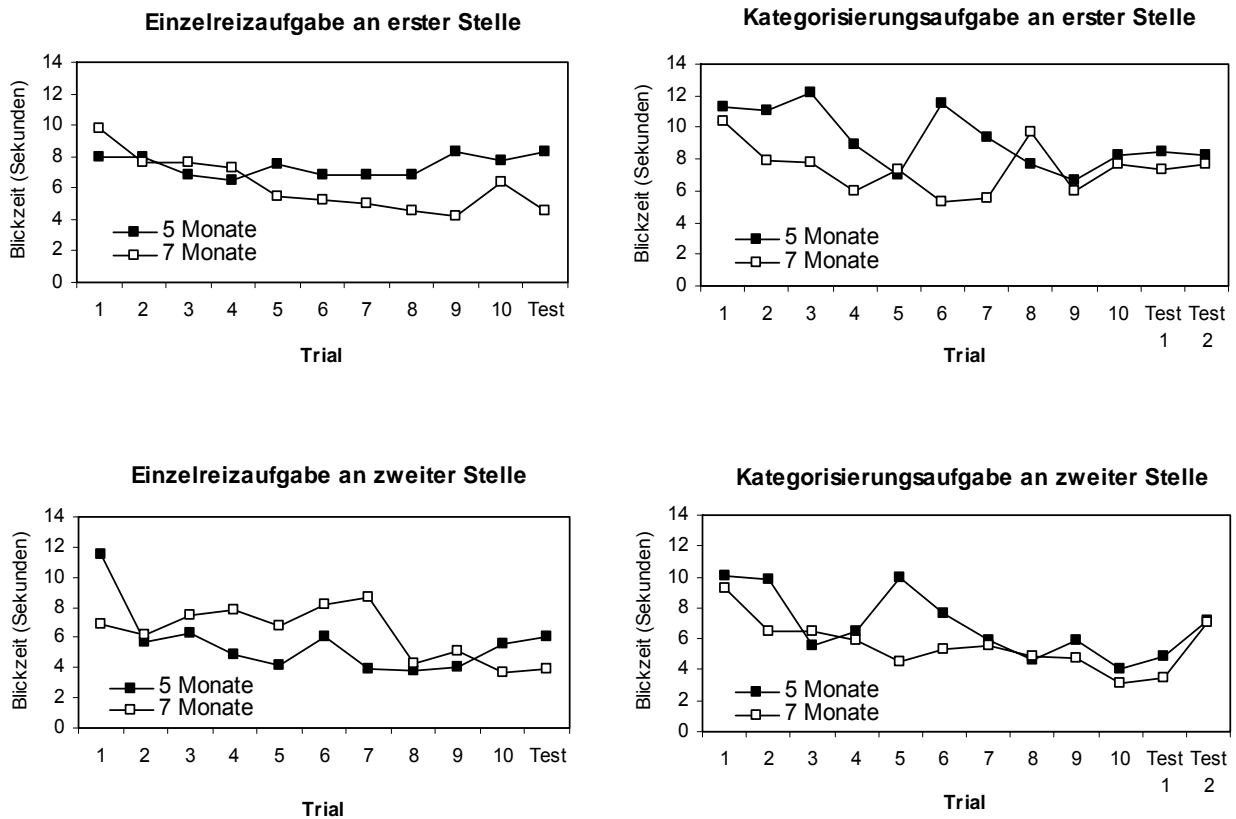 Einzelreizaufgabe an erster Stelle
Blickzeit (Sekunden)
14
12
10
8
6
4
2
0
5 Monate
7 Monate
1 2 3 4 5 6 7 8 9 10 Test
Trial
Kategorisierungsaufgabe an erster Stelle
Blickzeit (Sekunden)
14
12
10
8
6
4
2
0
5 Monate
7 Monate
1 2 3 4 5 6 7 8 9 10 Test Test
1 2
Trial
Einzelreizaufgabe an zweiter Stelle
Blickzeit (Sekunden)
14
12
10
8
6
4
2
0
5 Monate
7 Monate
1 2 3 4 5 6 7 8 9 10 Test
Trial
Kategorisierungsaufgabe an zweiter Stelle
Blickzeit (Sekunden)
14
12
10
8
6
4
2
0
5 Monate
7 Monate
1 2 3 4 5 6 7 8 9 10 Test Test
1 2
Trial